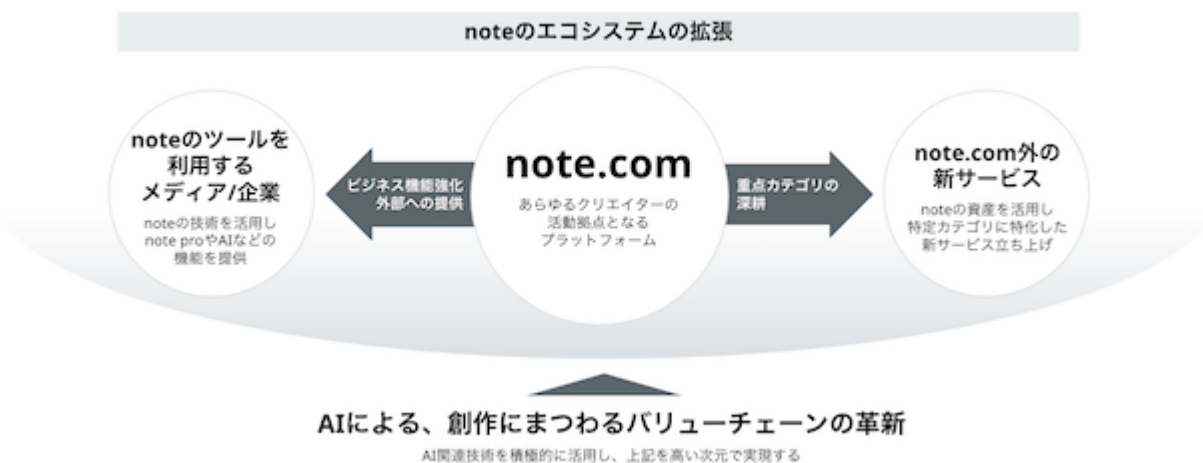 noteのエコシステムの拡張
noteのツールを
利用する
メディア/企業
noteの技術を活用し
note proやAIなどの
機能を提供
ビジネス機能強化
外部への提供
note.com
あらゆるクリエイターの
活動拠点となる
プラットフォーム
重点カテゴリの
深耕
note.com外の
新サービス
noteの資産を活用し
特定カテゴリに特化した
新サービス立ち上げ
AIによる、創作にまつわるバリューチェーンの革新
AI関連技術を積極的に活用し、上記を高い次元で実現する